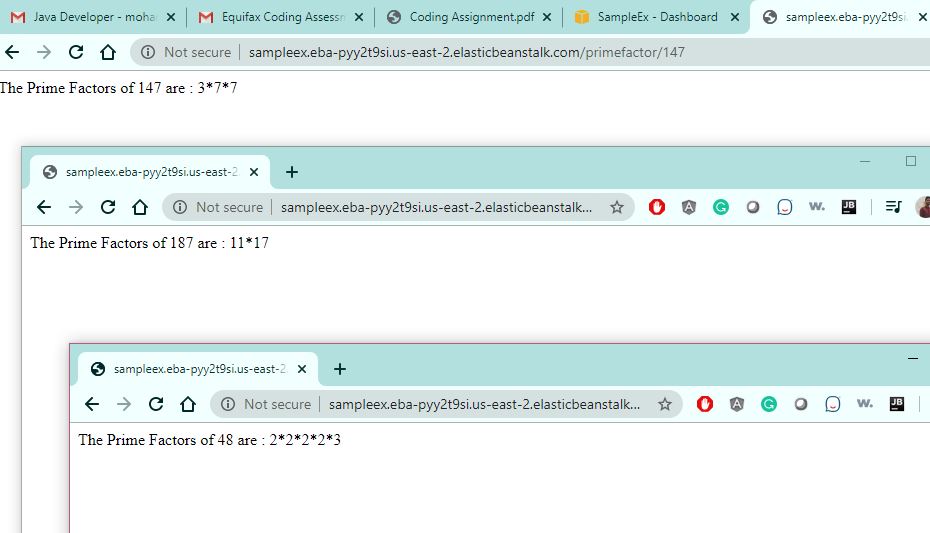 Java Developer - moha
Equifax Coding Assessm
Coding Assignment.pdf
SampleEx - Dashboard
sampleex.eba-pyy2t9si.
Not secure | sampleex.eba-pyy2t9si.us-east-2.elasticbeanstalk.com/primefactor/147
The Prime Factors of 147 are : 3*7*7
sampleex.eba-pyy2t9si.us-east-2
Not secure | sampleex.eba-pyy2t9si.us-east-2.elasticbeanstalk...
A G w. JB
The Prime Factors of 187 are : 11*17
sampleex.eba-pyy2t9si.us-east-2
Not secure | sampleex.eba-pyy2t9si.us-east-2.elasticbeanstalk...
A G w. JB
The Prime Factors of 48 are : 2*2*2*2*3